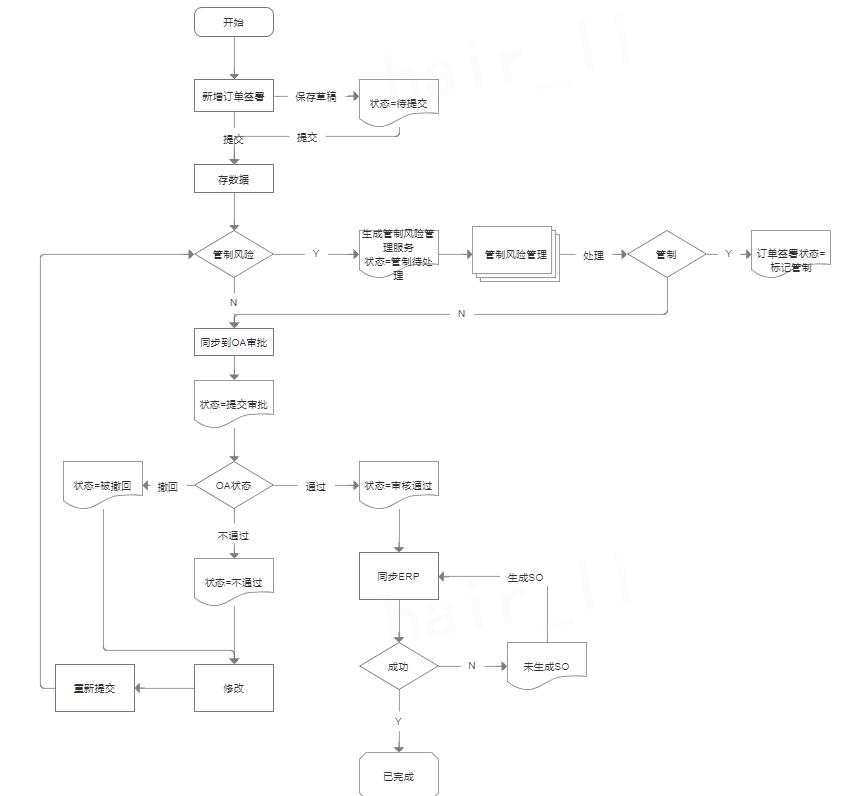 开始
新增订单签署
保存草稿
状态=待提交
提交
提交
存数据
管制风险
Y
生成管制风险管
理服务
状态=管制待处
理
管制风险管理
处理
管制
Y
订单签署状态=
标记管制
N
N
同步到OA审批
状态=提交审批
状态=被撤回
撤回
OA状态
通过
状态=审核通过
不通过
状态=不通过
同步ERP
生成SO
重新提交
修改
成功
N
未生成SO
Y
已完成
hair_li
hair_li